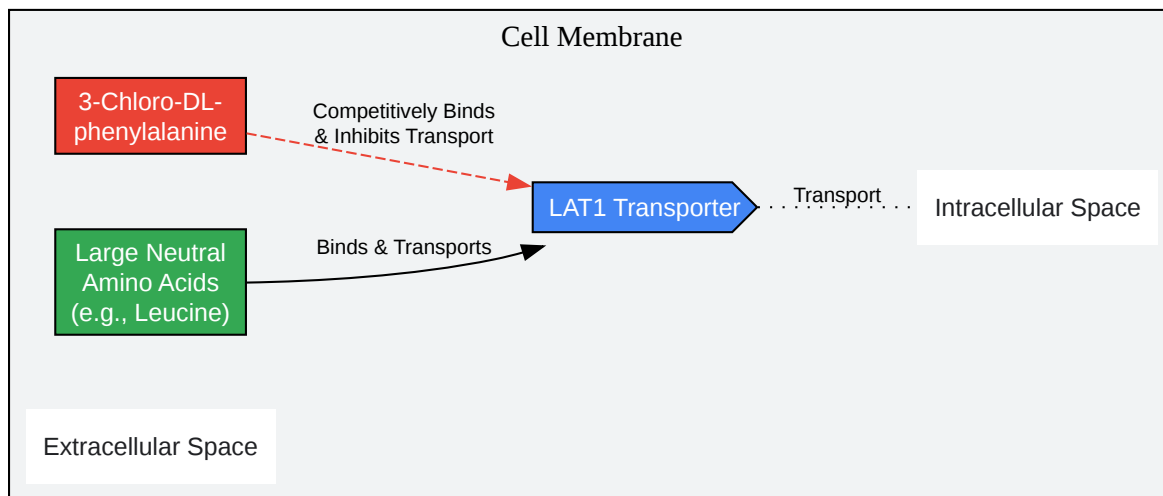 Cell Membrane
3-Chloro-DL-
phenylalanine
Competitively Binds
& Inhibits Transport
LAT1 Transporter
Transport
Intracellular Space
Large Neutral
Amino Acids
(e.g., Leucine)
Binds & Transports
Extracellular Space